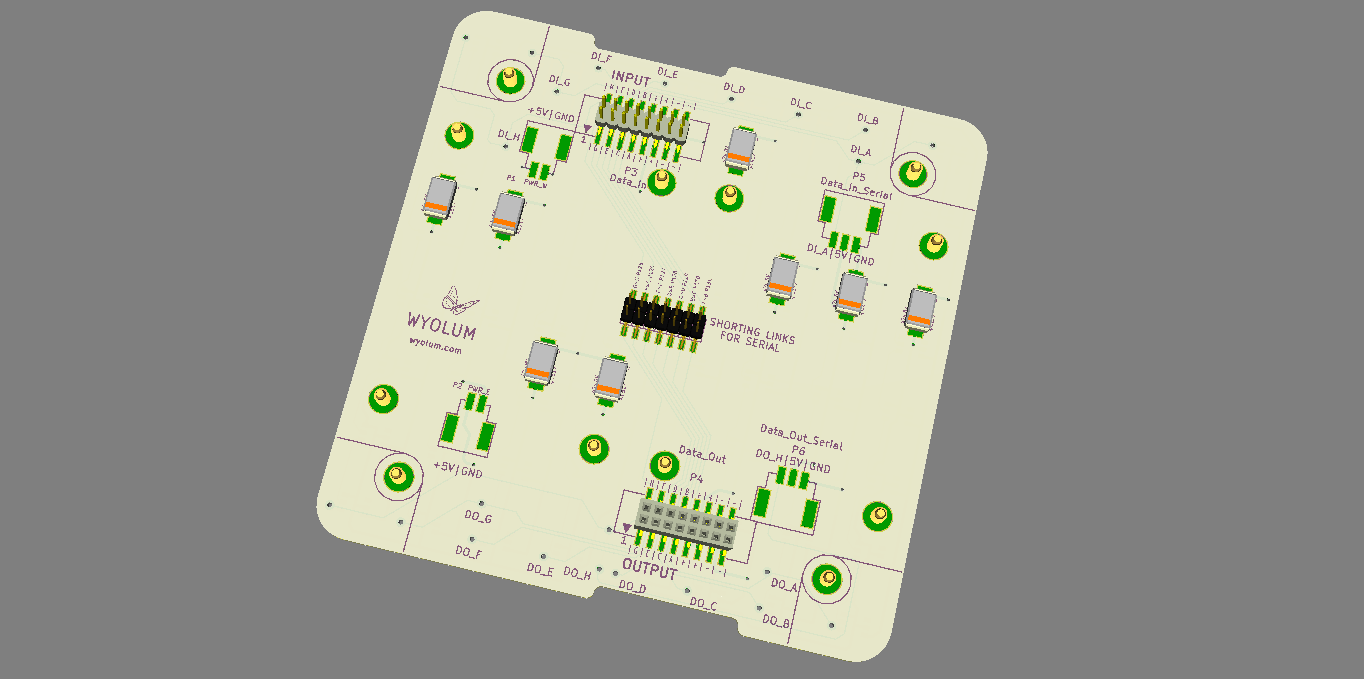 DI_F
DI_E
INPUT
DI_G
DI_D
DI_C
DI_B
+5V|GND
DI_H
1
DI_A
P3
Data_In
P1
PWR_W
P5
Data_In_Serial
DI_A|5V|GND
WYOLUM
wyolum.com
SHORTING LINKS
FOR SERIAL
P2
PWR_E
+5V|GND
Data_Out_Serial
P6
DO_H|5V|GND
Data_Out
P4
1
OUTPUT
DO_G
DO_F
DO_E
DO_H
DO_D
DO_C
DO_A
DO_B